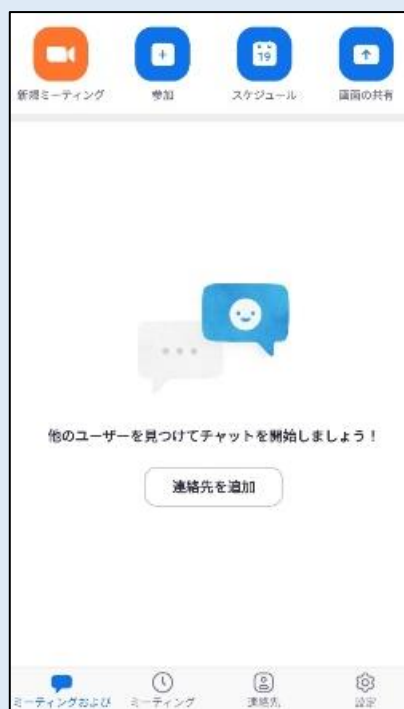 新規ミーティング
参加
19
スケジュール
画面の共有
他のユーザーを見つけてチャットを開始しましょう！
連絡先を追加
ミーティングおよび
ミーティング
連絡先
設定